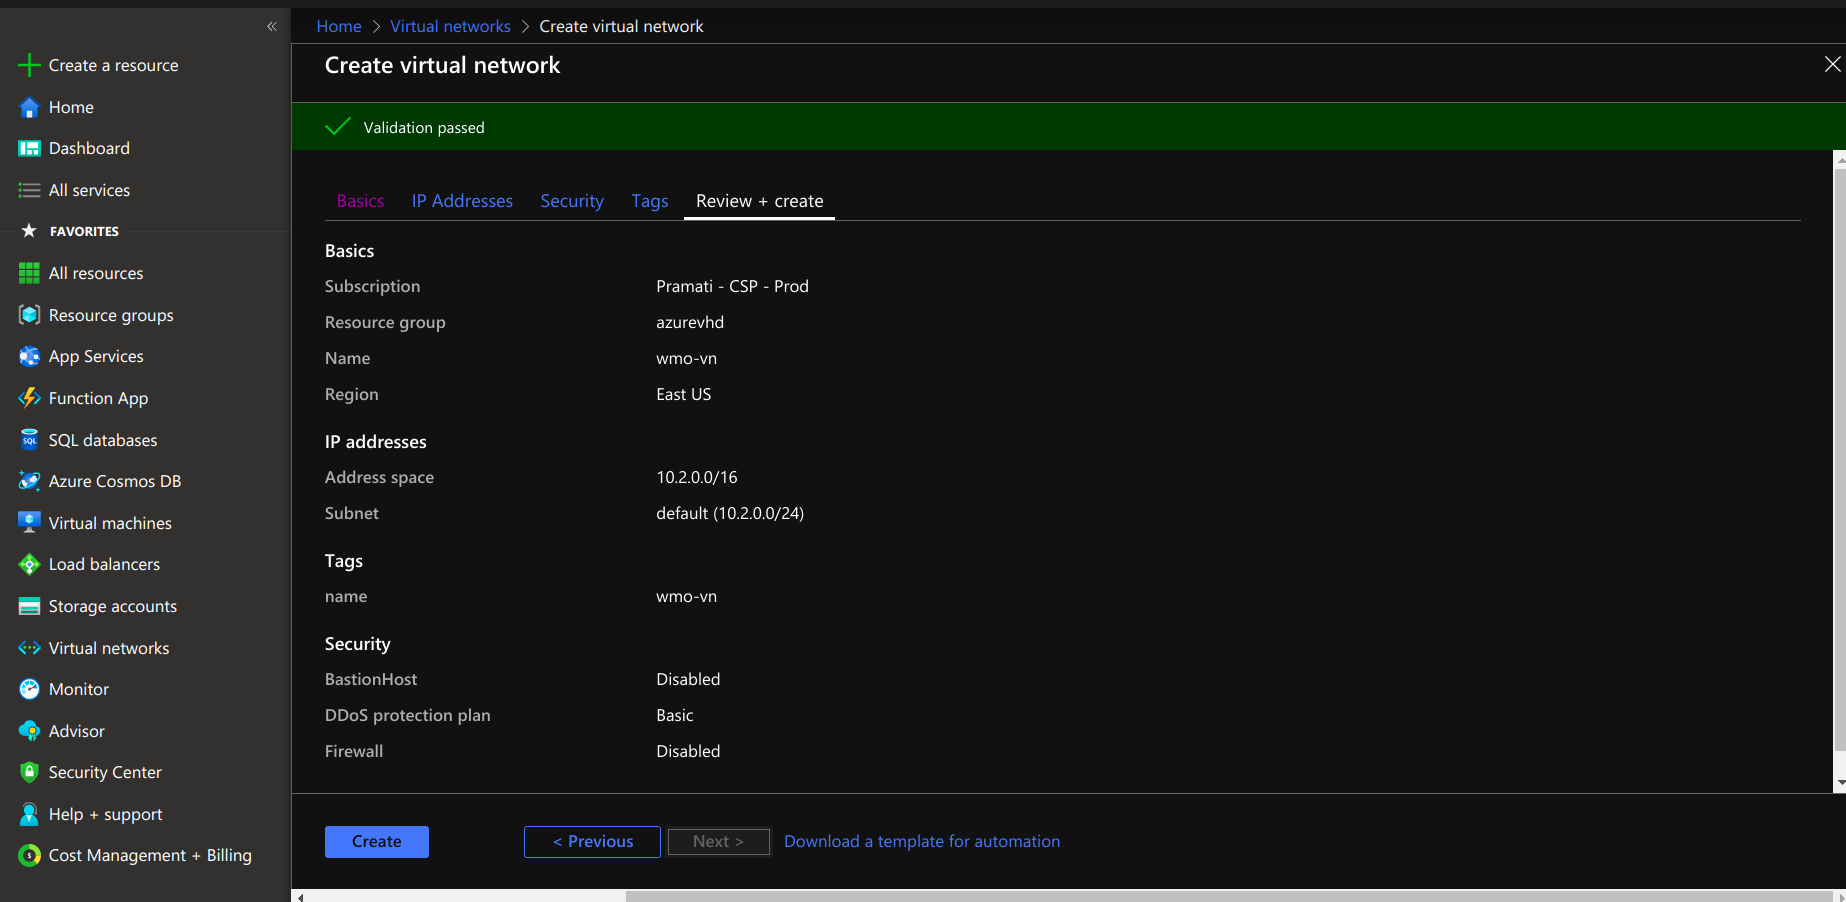 «
Create a resource
Home
Dashboard
All services
FAVORITES
All resources
Resource groups
App Services
Function App
SQL
SQL databases
Azure Cosmos DB
Virtual machines
Load balancers
Storage accounts
Virtual networks
Monitor
Advisor
Security Center
Help + support
$
Cost Management + Billing
Home > Virtual networks > Create virtual network
Create virtual network
Validation passed
Basics IP Addresses Security Tags Review + create
Basics
Subscription Pramati - CSP - Prod
Resource group azurevhd
Name wmo-vn
Region East US
IP addresses
Address space 10.2.0.0/16
Subnet default (10.2.0.0/24)
Tags
name wmo-vn
Security
BastionHost Disabled
DDoS protection plan Basic
Firewall Disabled
Create < Previous Next > Download a template for automation